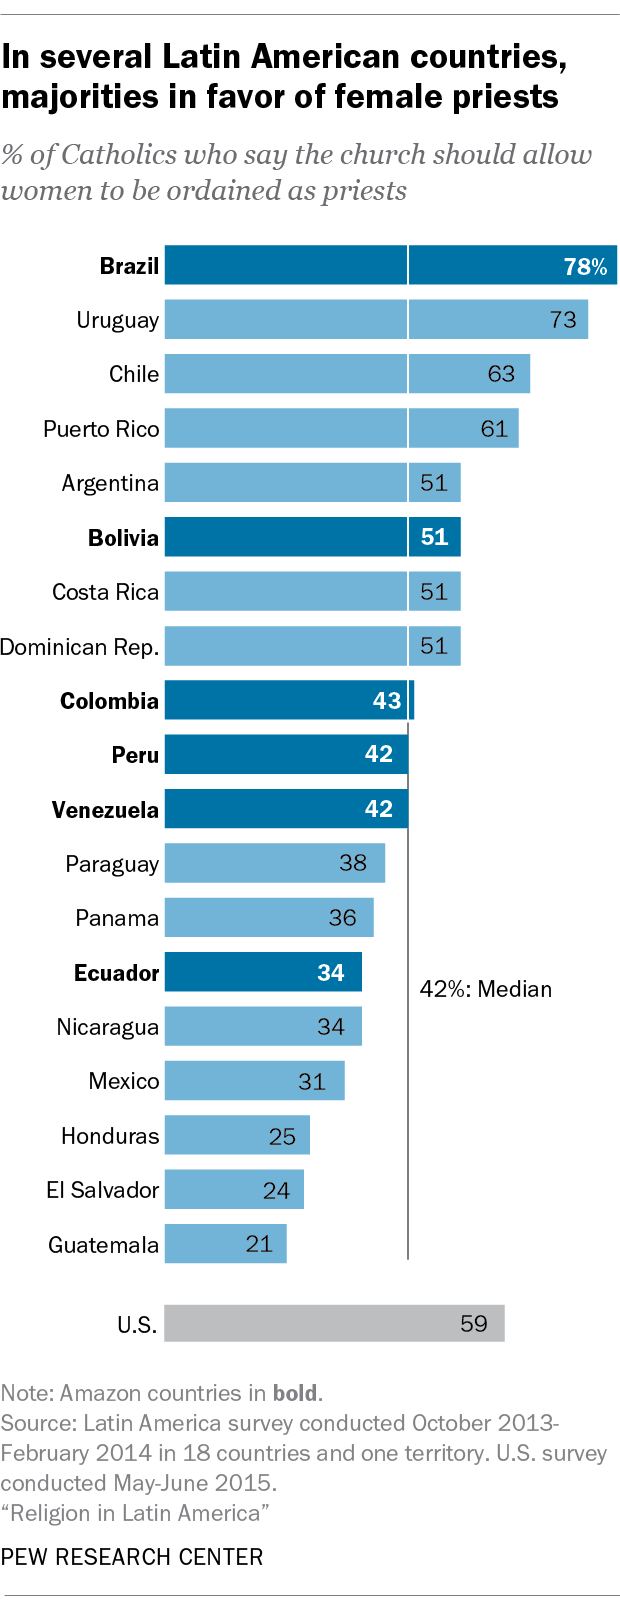 In several Latin American countries,
majorities in favor of female priests
% of Catholics who say the church should allow
women to be ordained as priests
Brazil 78%
Uruguay 73
Chile 63
Puerto Rico 61
Argentina 51
Bolivia 51
Costa Rica 51
Dominican Rep. 51
Colombia 43
Peru 42
Venezuela 42
Paraguay 38
Panama 36
Ecuador 34
42%: Median
Nicaragua 34
Mexico 31
Honduras 25
El Salvador 24
Guatemala 21
U.S. 59
Note: Amazon countries in bold.
Source: Latin America survey conducted October 2013-
February 2014 in 18 countries and one territory. U.S. survey
conducted May-June 2015.
“Religion in Latin America”
PEW RESEARCH CENTER